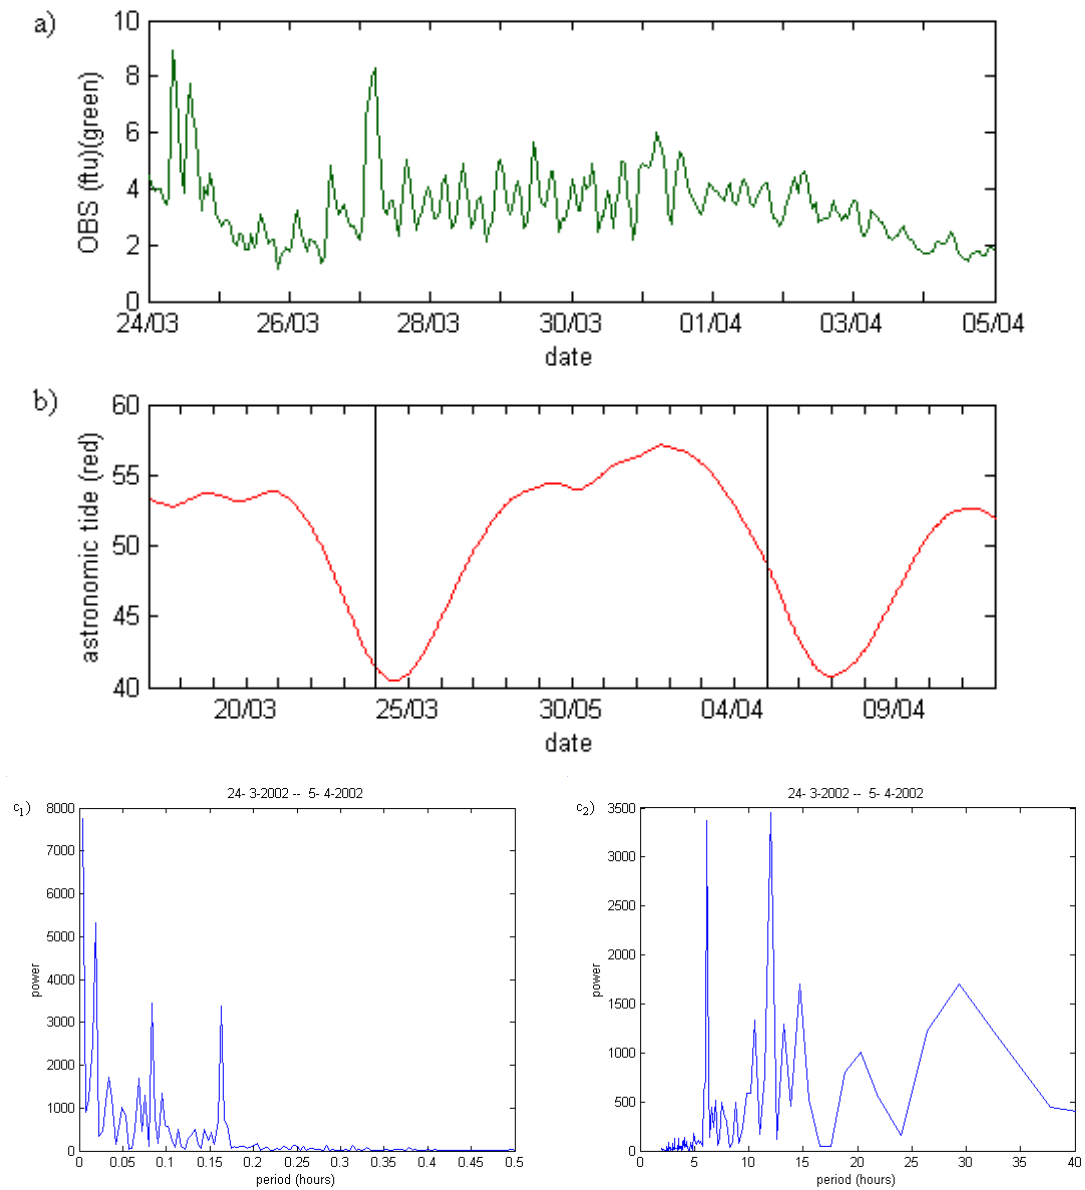 a)
10
8
6
4
2
0
OBS (ftu)(green)
24/03 26/03 28/03 30/03 01/04 03/04 05/04
date
b)
60
55
50
45
40
astronomic tide (red)
20/03 25/03 30/05 04/04 09/04
date
c1)
24- 3-2002 -- 5- 4-2002
8000
7000
6000
5000
4000
3000
2000
1000
0
power
0 0.05 0.1 0.15 0.2 0.25 0.3 0.35 0.4 0.45 0.5
period (hours)
c2)
24- 3-2002 -- 5- 4-2002
3500
3000
2500
3500
1500
1000
500
0
power
0 5 10 15 20 25 30 35 40
period (hours)